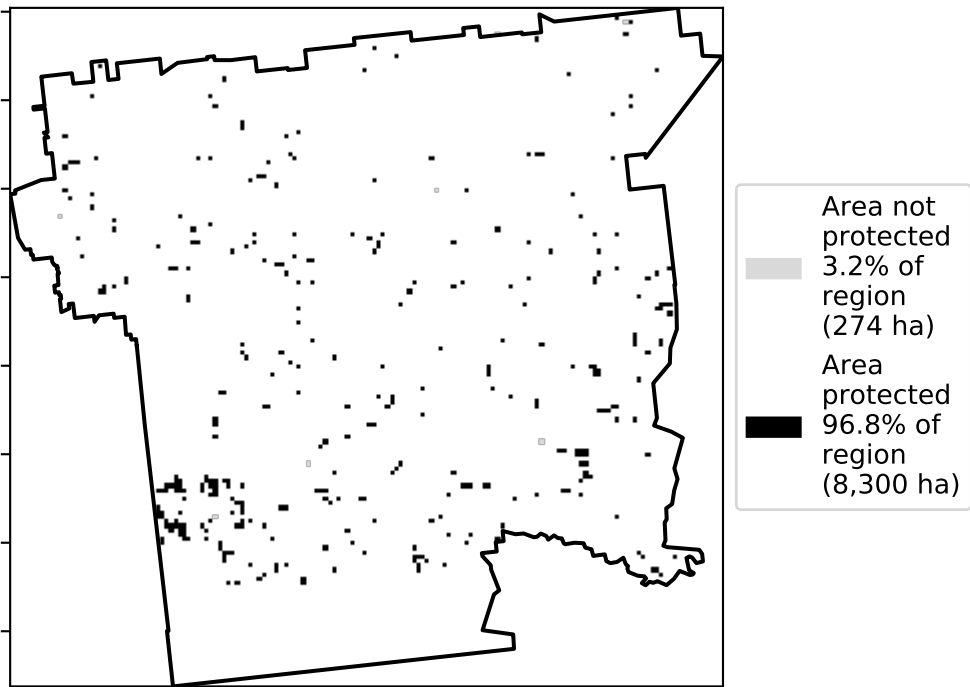 Area not
protected
3.2% of
region
(274 ha)
Area
protected
96.8% of
region
(8,300 ha)